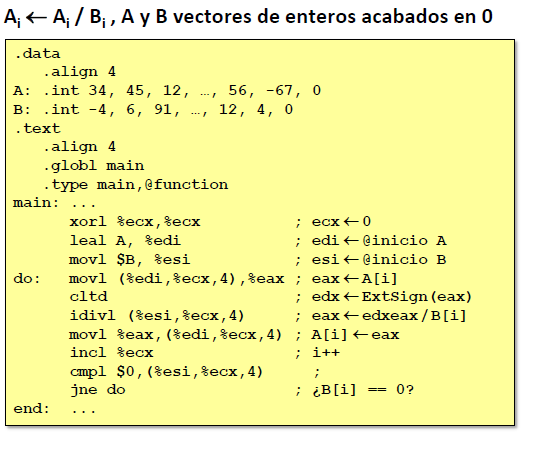 Aᵢ ← Aᵢ / Bᵢ , A y B vectores de enteros acabados en 0
.data
   .align 4
A: .int 34, 45, 12, …, 56, -67, 0
B: .int -4, 6, 91, …, 12, 4, 0
.text
   .align 4
   .globl main
   .type main,@function
main: ...
      xorl %ecx,%ecx          ; ecx←0
      leal A, %edi            ; edi←@inicio A
      movl $B, %esi           ; esi←@inicio B
do:   movl (%edi,%ecx,4),%eax ; eax←A[i]
      cltd                    ; edx←ExtSign(eax)
      idivl (%esi,%ecx,4)     ; eax←edxeax/B[i]
      movl %eax,(%edi,%ecx,4) ; A[i]←eax
      incl %ecx               ; i++
      cmpl $0,(%esi,%ecx,4)     ;
      jne do                  ; ¿B[i] == 0?
end:  ...